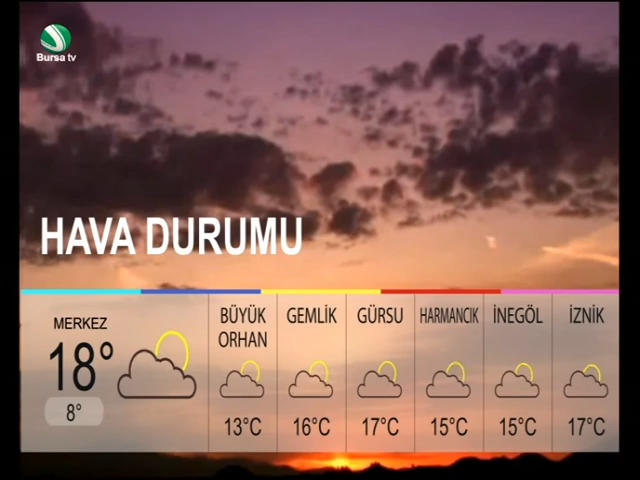 Bursa tv
HAVA DURUMU
MERKEZ
18°
8°
BÜYÜK
ORHAN
13°C
GEMLİK
16°C
GÜRSU
17°C
HARMANCIK
15°C
İNEGÖL
15°C
İZNİK
17°C